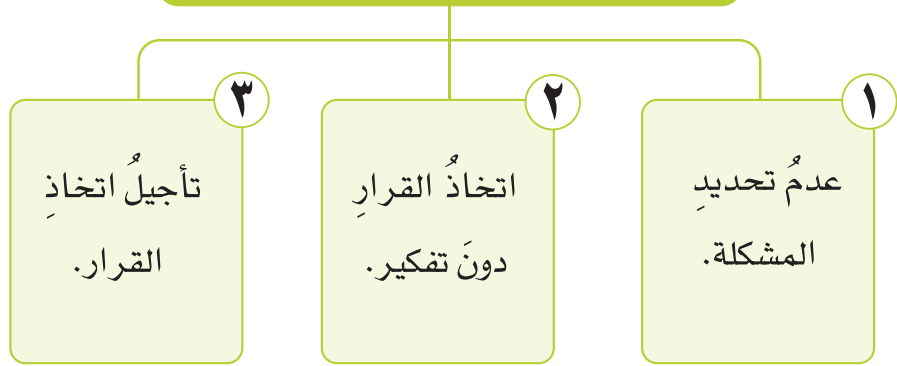 ١
عدمُ تحديدِ
المشكلة.
٢
اتخاذُ القرارِ
دونَ تفكير.
٣
تأجيلُ اتخاذِ
القرار.